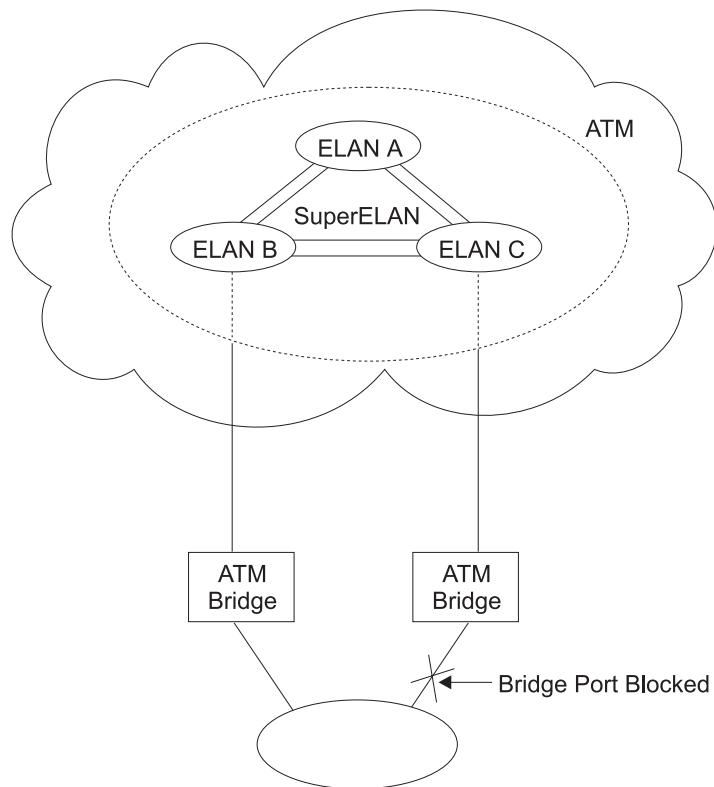 ATM
ELAN A
SuperELAN
ELAN B
ELAN C
ATM
Bridge
ATM
Bridge
Bridge Port Blocked